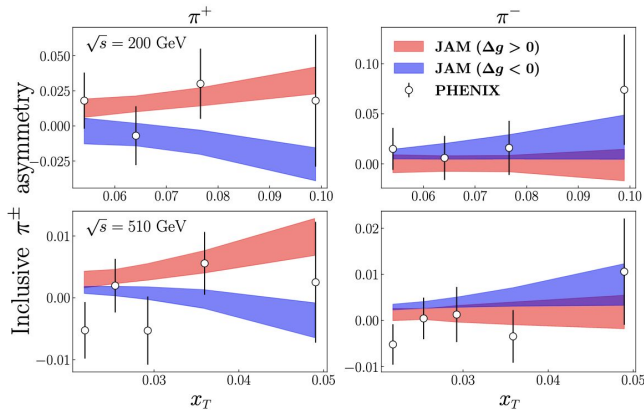 π⁺ π⁻
√s = 200 GeV
JAM (Δg > 0)
JAM (Δg < 0)
PHENIX
0.050
0.025
0.000
−0.025
0.06 0.07 0.08 0.09 0.10
0.10
0.05
0.00
0.06 0.07 0.08 0.09 0.10
√s = 510 GeV
0.01
0.00
−0.01
0.03 0.04 0.05
0.02
0.01
0.00
−0.01
0.03 0.04 0.05
Inclusive π± asymmetry
x_T x_T